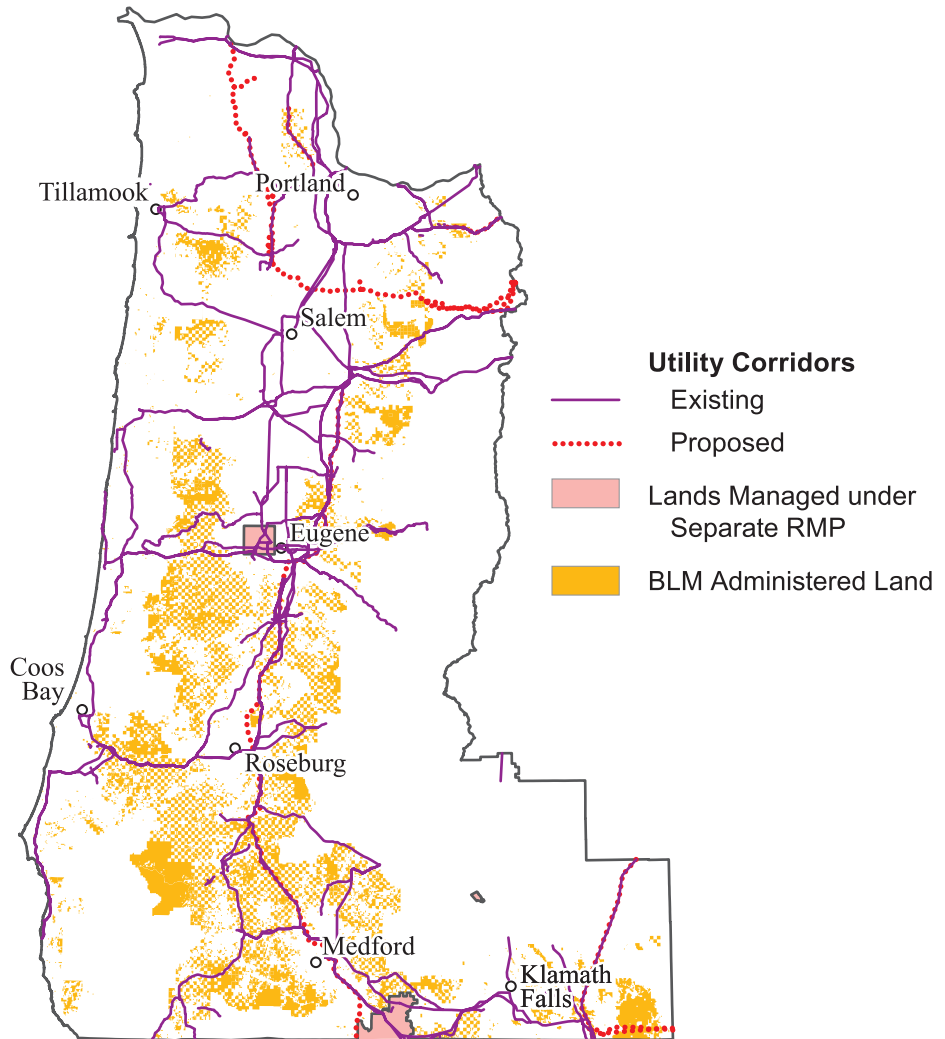 Tillamook
Portland
Salem
Eugene
Coos
Bay
Roseburg
Medford
Klamath
Falls
Utility Corridors
Existing
Proposed
Lands Managed under
Separate RMP
BLM Administered Land